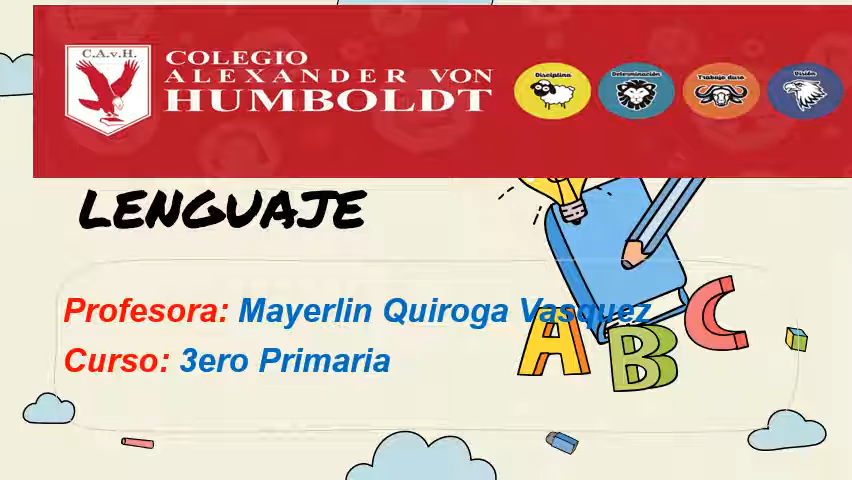 C.A.v.H.
COLEGIO
ALEXANDER VON
HUMBOLDT
Disciplina
Determinación
Trabajo duro
Visión
LENGUAJE
Profesora: Mayerlin Quiroga Vasquez
Curso: 3ero Primaria
A B C